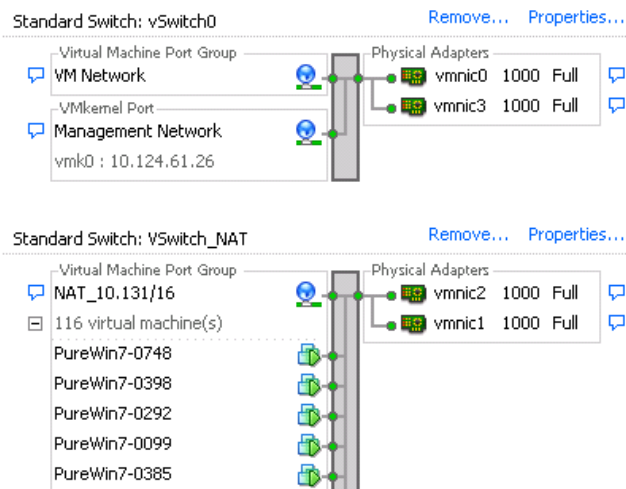 Standard Switch: vSwitch0 Remove... Properties...
Virtual Machine Port Group Physical Adapters
VM Network vmnic0 1000 Full
VMkernel Port vmnic3 1000 Full
Management Network
vmk0 : 10.124.61.26
Standard Switch: VSwitch_NAT Remove... Properties...
Virtual Machine Port Group Physical Adapters
NAT_10.131/16 vmnic2 1000 Full
116 virtual machine(s) vmnic1 1000 Full
PureWin7-0748
PureWin7-0398
PureWin7-0292
PureWin7-0099
PureWin7-0385